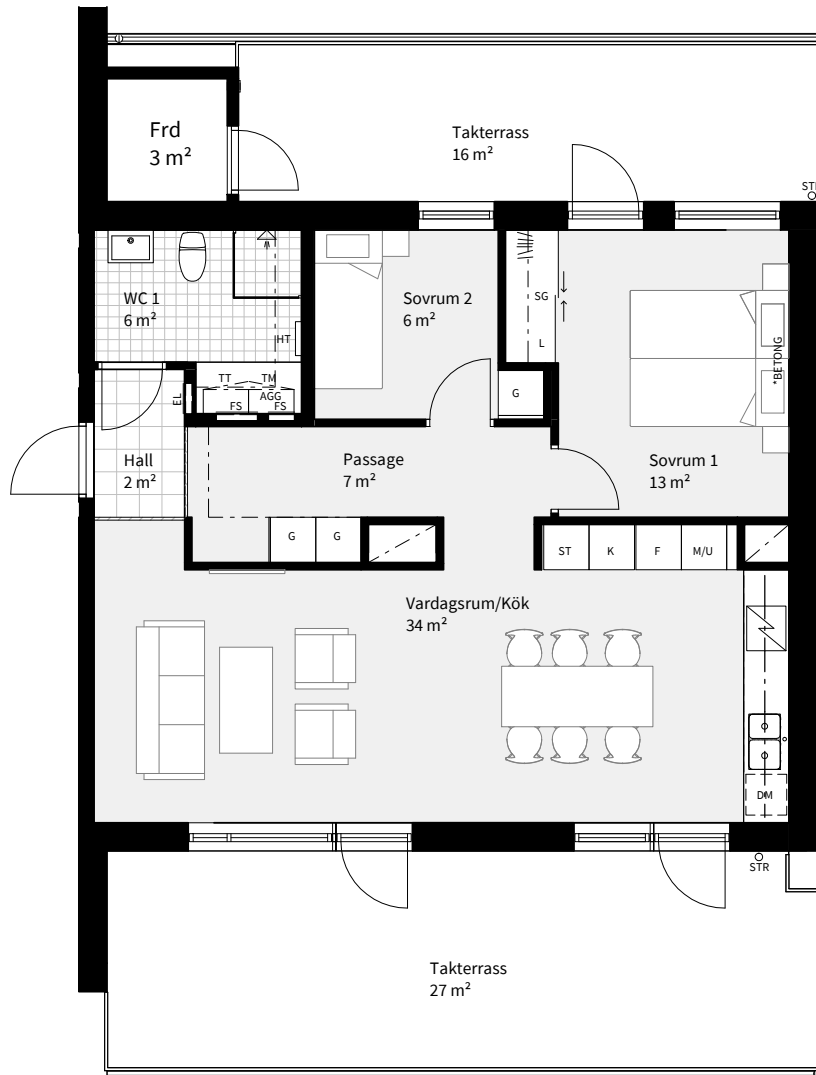 Frd
3 m²
Takterrass
16 m²
WC 1
6 m²
HT
TT TM
AGG
FS FS
EL
Sovrum 2
6 m²
SG
L
G
*BETONG
Sovrum 1
13 m²
Hall
2 m²
Passage
7 m²
G G
ST K F M/U
Vardagsrum/Kök
34 m²
DM
STR
Takterrass
27 m²